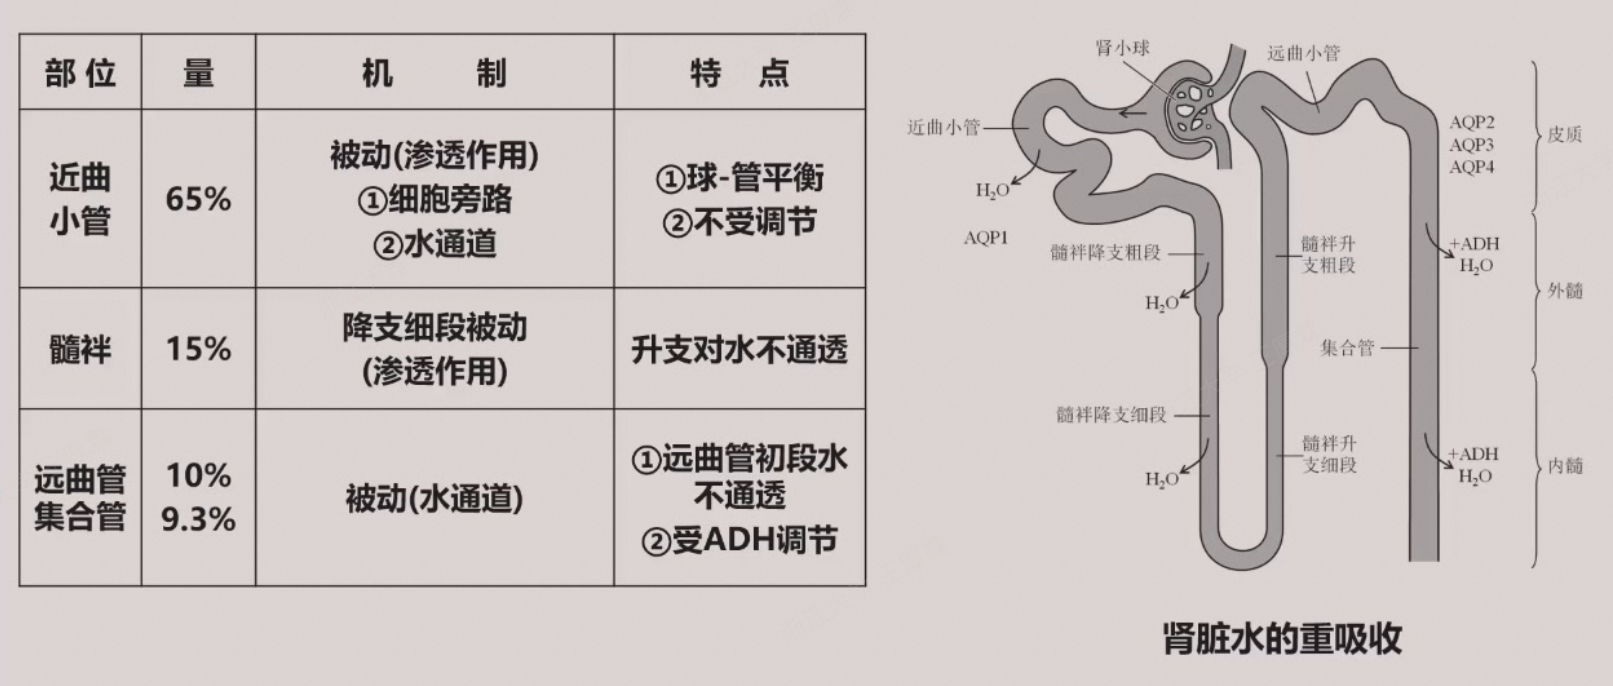 部位 量 机制 特点
近曲
小管
65%
被动(渗透作用)
①细胞旁路
②水通道
①球-管平衡
②不受调节
髓袢
15%
降支细段被动
(渗透作用)
升支对水不通透
远曲管
集合管
10%
9.3%
被动(水通道)
①远曲管初段水
不通透
②受ADH调节
肾小球
远曲小管
近曲小管
H₂O
AQP1
髓袢降支粗段
H₂O
髓袢升
支粗段
髓袢降支细段
H₂O
髓袢升
支细段
集合管
AQP2
AQP3
AQP4
+ADH
H₂O
+ADH
H₂O
皮质
外髓
内髓
肾脏水的重吸收